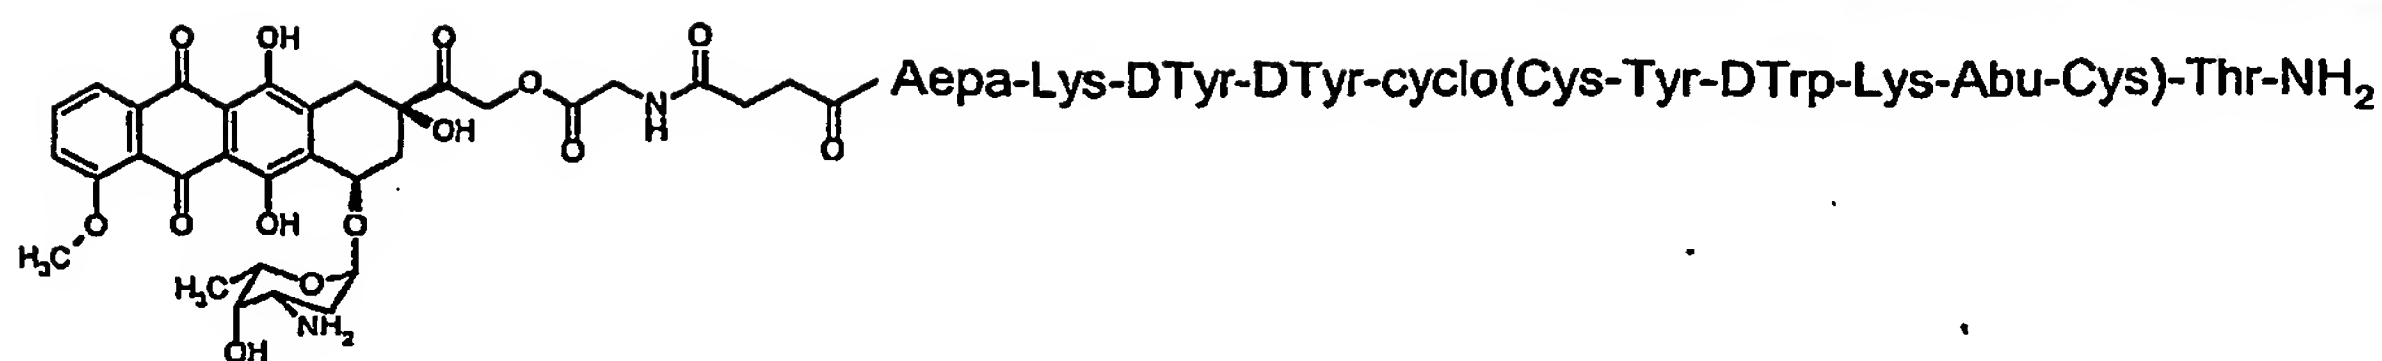 O OH O O
O Aepa-Lys-DTyr-DTyr-cyclo(Cys-Tyr-DTrp-Lys-Abu-Cys)-Thr-NH2
OH O N H O
O O OH O
H3C
H3C O
NH2
OH